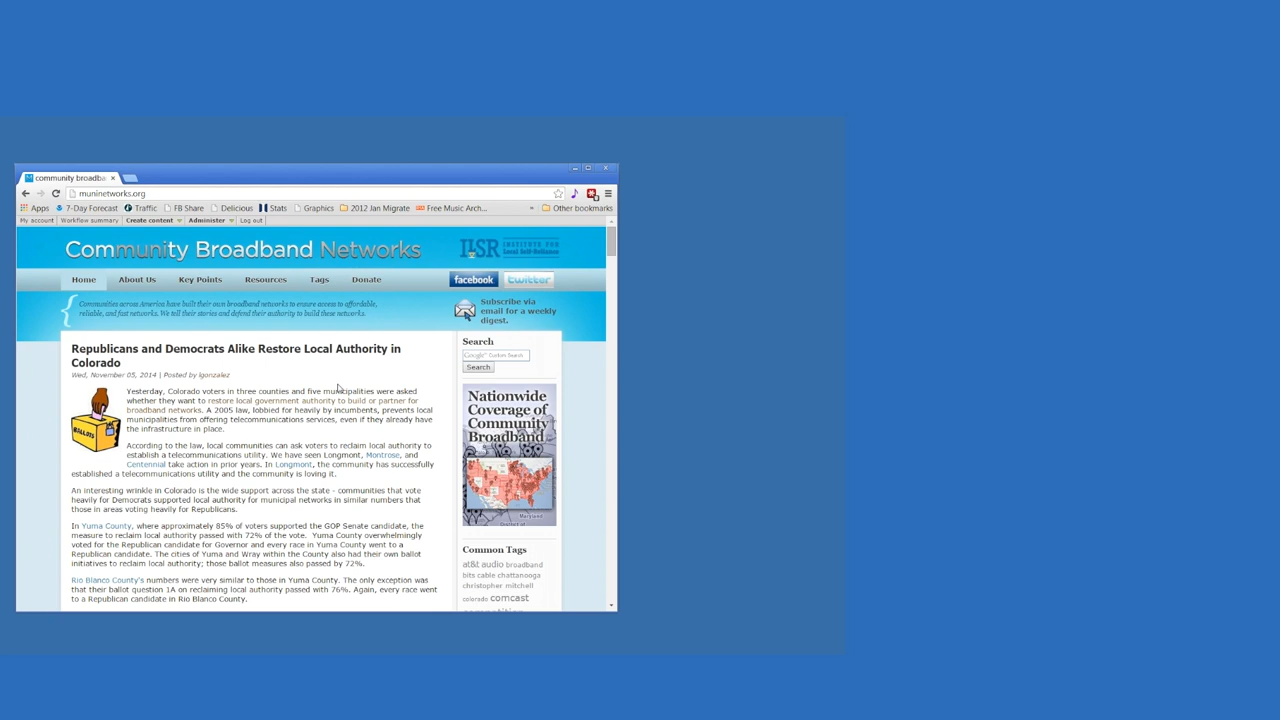 community broadba
muninetworks.org
Apps 7-Day Forecast Traffic FB Share Delicious Stats Graphics 2012 Jan Migrate Free Music Arch... » Other bookmarks
My account Workflow summary Create content Administer Log out
Community Broadband Networks
ILSR INSTITUTE FOR
Local Self-Reliance
Home About Us Key Points Resources Tags Donate
facebook twitter
Communities across America have built their own broadband networks to ensure access to affordable,
reliable, and fast networks. We tell their stories and defend their authority to build these networks.
Subscribe via
email for a weekly
digest.
Republicans and Democrats Alike Restore Local Authority in
Colorado
Wed, November 05, 2014 | Posted by lgonzalez
BALLOTS
Yesterday, Colorado voters in three counties and five municipalities were asked
whether they want to restore local government authority to build or partner for
broadband networks. A 2005 law, lobbied for heavily by incumbents, prevents local
municipalities from offering telecommunications services, even if they already have
the infrastructure in place.
According to the law, local communities can ask voters to reclaim local authority to
establish a telecommunications utility. We have seen Longmont, Montrose, and
Centennial take action in prior years. In Longmont, the community has successfully
established a telecommunications utility and the community is loving it.
An interesting wrinkle in Colorado is the wide support across the state - communities that vote
heavily for Democrats supported local authority for municipal networks in similar numbers that
those in areas voting heavily for Republicans.
In Yuma County, where approximately 85% of voters supported the GOP Senate candidate, the
measure to reclaim local authority passed with 72% of the vote. Yuma County overwhelmingly
voted for the Republican candidate for Governor and every race in Yuma County went to a
Republican candidate. The cities of Yuma and Wray within the County also had their own ballot
initiatives to reclaim local authority; those ballot measures also passed by 72%.
Rio Blanco County's numbers were very similar to those in Yuma County. The only exception was
that their ballot question 1A on reclaiming local authority passed with 76%. Again, every race went
to a Republican candidate in Rio Blanco County.
Search
Google™ Custom Search
Search
Nationwide
Coverage of
Community
Broadband
Maryland
District of
Common Tags
at&t audio broadband
bits cable chattanooga
christopher mitchell
colorado comcast
competition